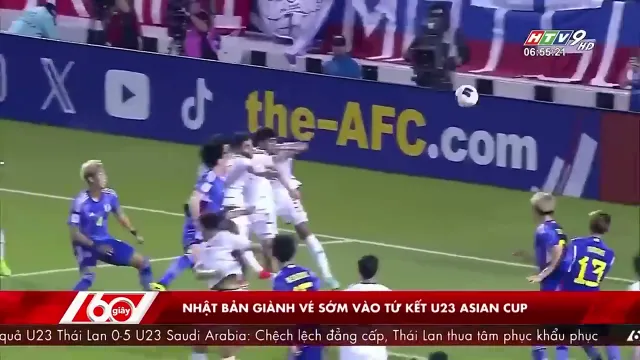 HTV9 HD
06:55:21
X
the-AFC.com
13
60 giây
NHẬT BẢN GIÀNH VÉ SỚM VÀO TỨ KẾT U23 ASIAN CUP
quả U23 Thái Lan 0-5 U23 Saudi Arabia: Chệch lệch đẳng cấp, Thái Lan thua tâm phục khẩu phục